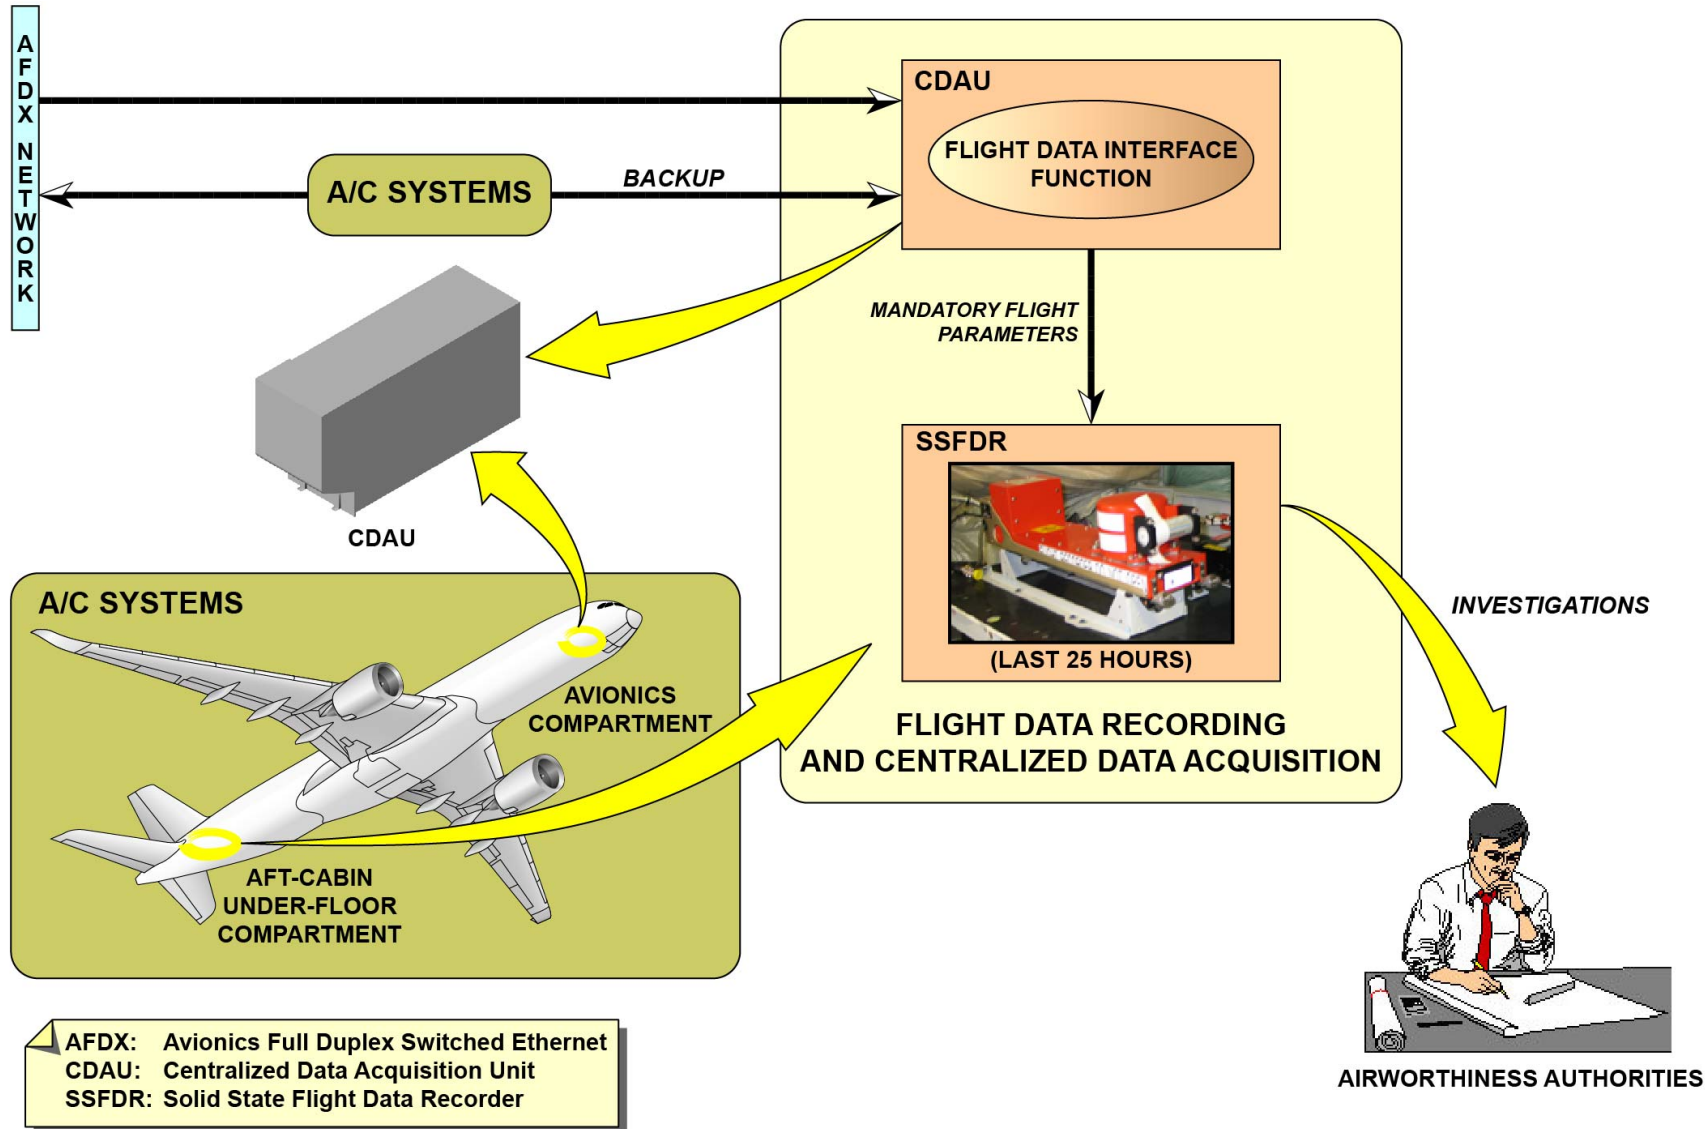 AFDX NETWORK
CDAU
FLIGHT DATA INTERFACE
FUNCTION
A/C SYSTEMS
BACKUP
MANDATORY FLIGHT
PARAMETERS
CDAU
SSFDR
(LAST 25 HOURS)
FLIGHT DATA RECORDING
AND CENTRALIZED DATA ACQUISITION
INVESTIGATIONS
A/C SYSTEMS
AVIONICS
COMPARTMENT
AFT-CABIN
UNDER-FLOOR
COMPARTMENT
AFDX: Avionics Full Duplex Switched Ethernet
CDAU: Centralized Data Acquisition Unit
SSFDR: Solid State Flight Data Recorder
AIRWORTHINESS AUTHORITIES